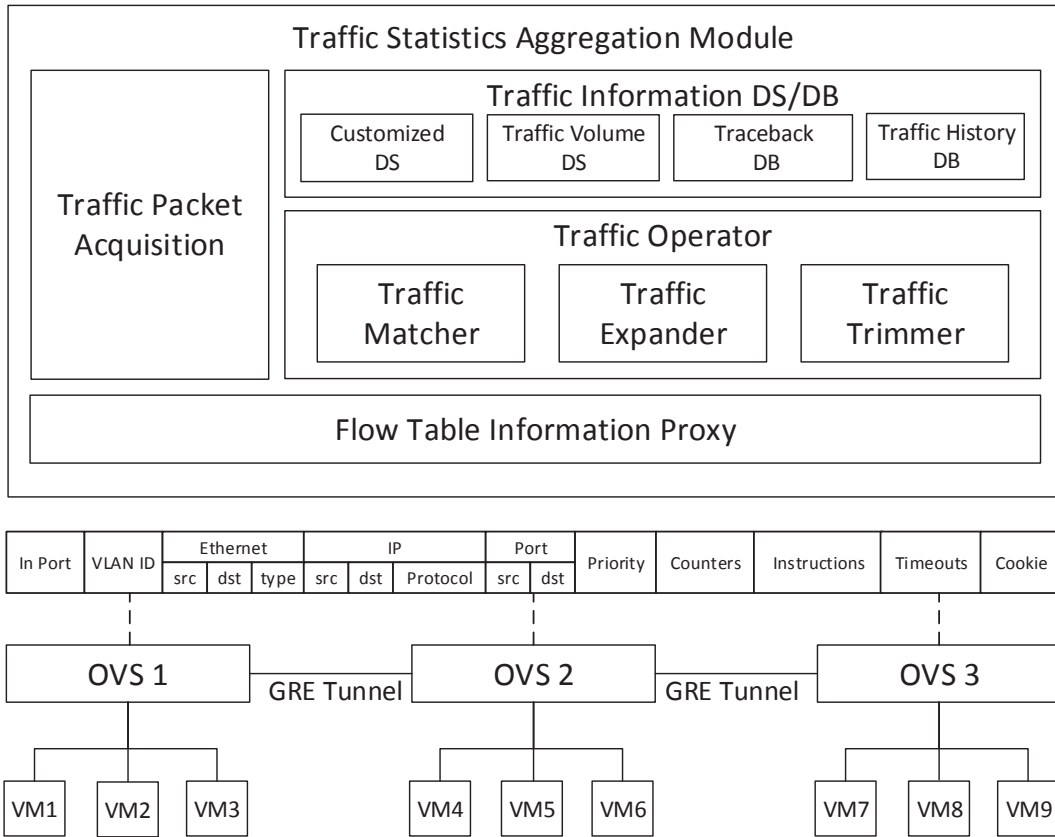 Traffic Statistics Aggregation Module
Traffic Packet
Acquisition
Traffic Information DS/DB
Customized
DS
Traffic Volume
DS
Traceback
DB
Traffic History
DB
Traffic Operator
Traffic
Matcher
Traffic
Expander
Traffic
Trimmer
Flow Table Information Proxy
In Port
VLAN ID
Ethernet
src dst type
IP
src dst Protocol
Port
src dst
Priority
Counters
Instructions
Timeouts
Cookie
OVS 1
GRE Tunnel
OVS 2
GRE Tunnel
OVS 3
VM1
VM2
VM3
VM4
VM5
VM6
VM7
VM8
VM9